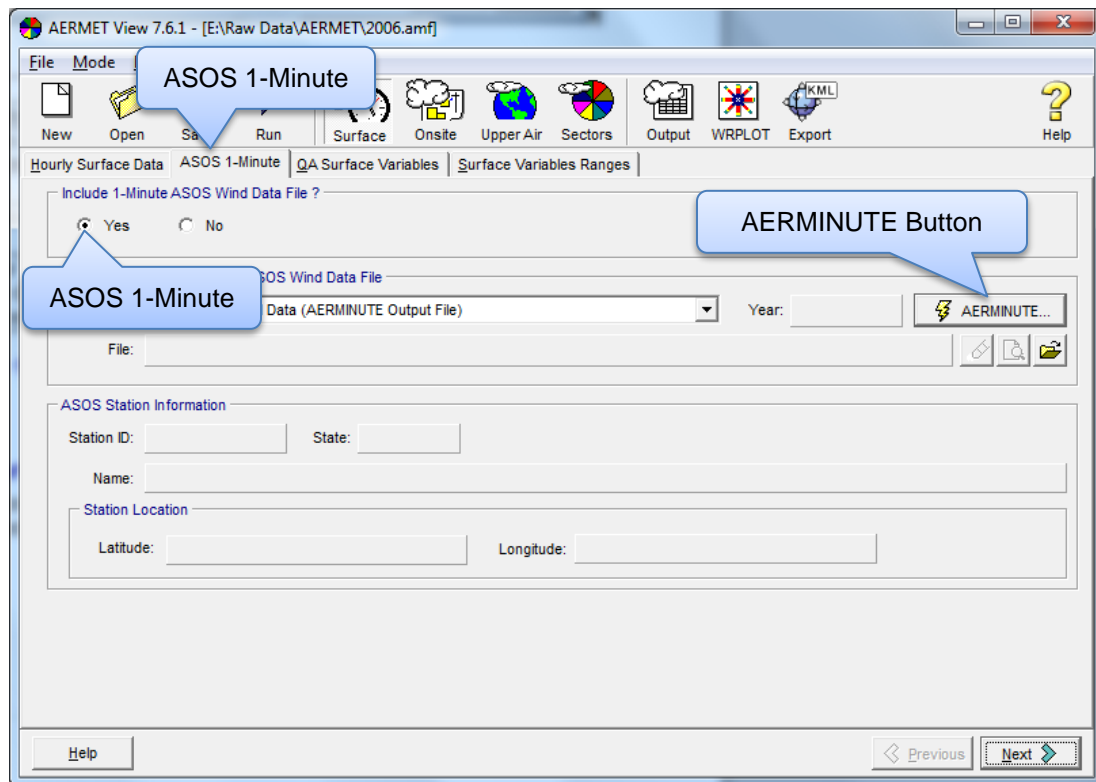 AERMET View 7.6.1 - [E:\Raw Data\AERMET\2006.amf]
File Mode
ASOS 1-Minute
New Open Run Surface Onsite Upper Air Sectors Output WRPLOT KML Export Help
Hourly Surface Data ASOS 1-Minute QA Surface Variables Surface Variables Ranges
Include 1-Minute ASOS Wind Data File ?
Yes No
AERMINUTE Button
ASOS 1-Minute
Wind Data File
Data (AERMINUTE Output File) Year: AERMINUTE...
File:
ASOS Station Information
Station ID: State:
Name:
Station Location
Latitude: Longitude:
Help Previous Next